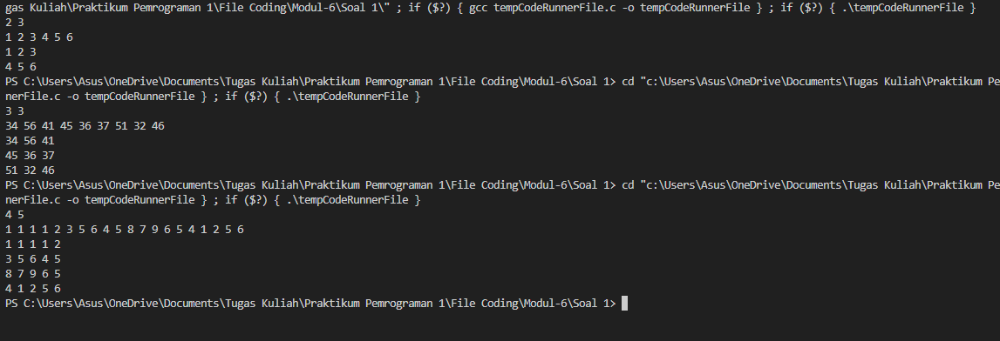 gas Kuliah\Praktikum Pemrograman 1\File Coding\Modul-6\Soal 1\" ; if ($?) { gcc tempCodeRunnerFile.c -o tempCodeRunnerFile } ; if ($?) { .\tempCodeRunnerFile }
2 3
1 2 3 4 5 6
1 2 3
4 5 6
PS C:\Users\Asus\OneDrive\Documents\Tugas Kuliah\Praktikum Pemrograman 1\File Coding\Modul-6\Soal 1> cd "c:\Users\Asus\OneDrive\Documents\Tugas Kuliah\Praktikum Pe
nerFile.c -o tempCodeRunnerFile } ; if ($?) { .\tempCodeRunnerFile }
3 3
34 56 41 45 36 37 51 32 46
34 56 41
45 36 37
51 32 46
PS C:\Users\Asus\OneDrive\Documents\Tugas Kuliah\Praktikum Pemrograman 1\File Coding\Modul-6\Soal 1> cd "c:\Users\Asus\OneDrive\Documents\Tugas Kuliah\Praktikum Pe
nerFile.c -o tempCodeRunnerFile } ; if ($?) { .\tempCodeRunnerFile }
4 5
1 1 1 1 2 3 5 6 4 5 8 7 9 6 5 4 1 2 5 6
1 1 1 1 2
3 5 6 4 5
8 7 9 6 5
4 1 2 5 6
PS C:\Users\Asus\OneDrive\Documents\Tugas Kuliah\Praktikum Pemrograman 1\File Coding\Modul-6\Soal 1>